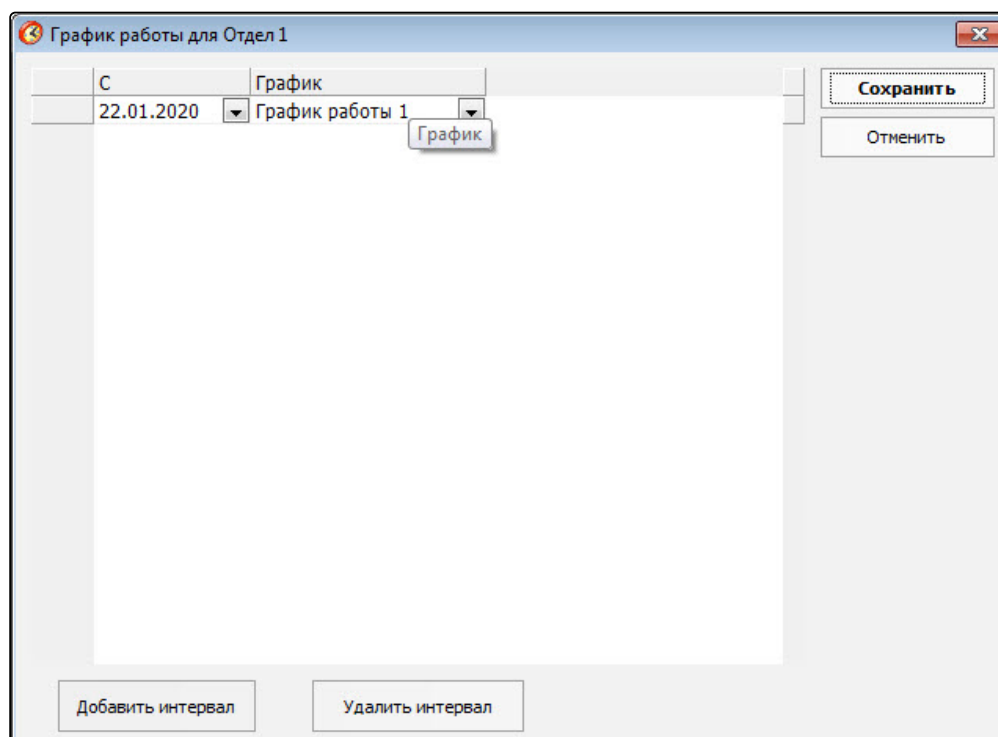 График работы для Отдел 1
С График
22.01.2020 График работы 1
График
Сохранить
Отменить
Добавить интервал Удалить интервал